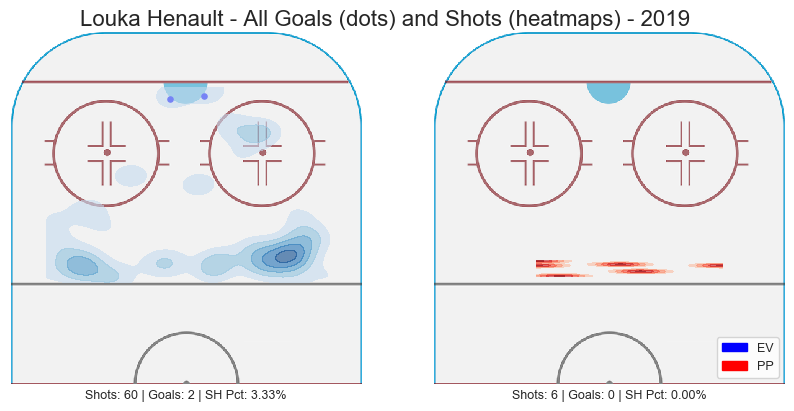 Louka Henault - All Goals (dots) and Shots (heatmaps) - 2019
EV
PP
Shots: 60 | Goals: 2 | SH Pct: 3.33%
Shots: 6 | Goals: 0 | SH Pct: 0.00%